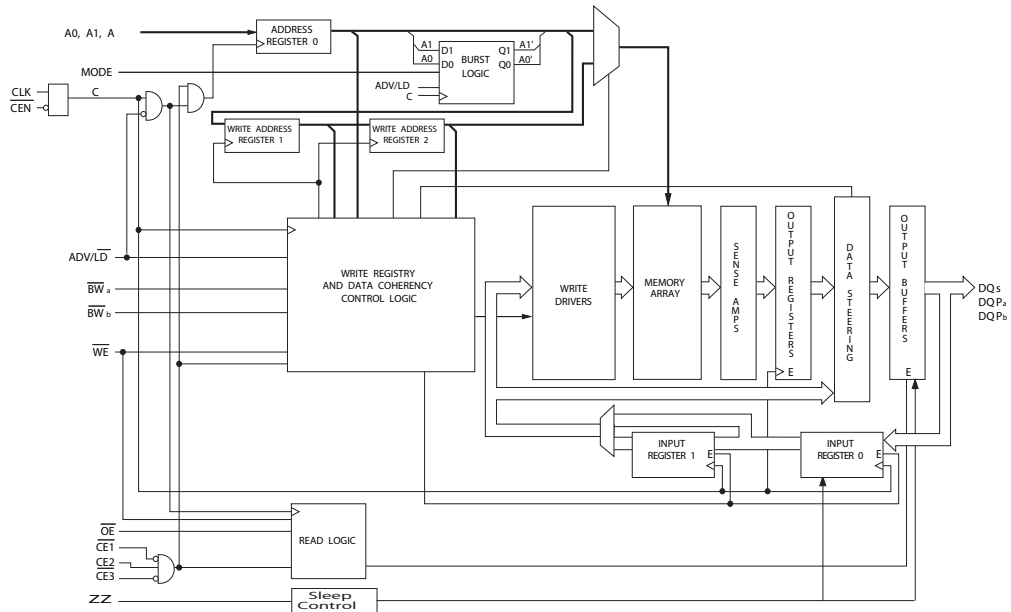 A0, A1, A
ADDRESS
REGISTER 0
MODE
A1
A0
D1
D0
BURST
LOGIC
Q1
Q0
A1'
A0'
ADV/LD
C
CLK
CEN
C
WRITE ADDRESS
REGISTER 1
WRITE ADDRESS
REGISTER 2
ADV/LD
BWa
BWb
WE
WRITE REGISTRY
AND DATA COHERENCY
CONTROL LOGIC
WRITE
DRIVERS
MEMORY
ARRAY
SENSE AMPS
OUTPUT REGISTERS
E
DATA STEERING
OUTPUT BUFFERS
E
DQs
DQPa
DQPb
INPUT
REGISTER 1
E
INPUT
REGISTER 0
E
OE
CE1
CE2
CE3
READ LOGIC
ZZ
Sleep
Control